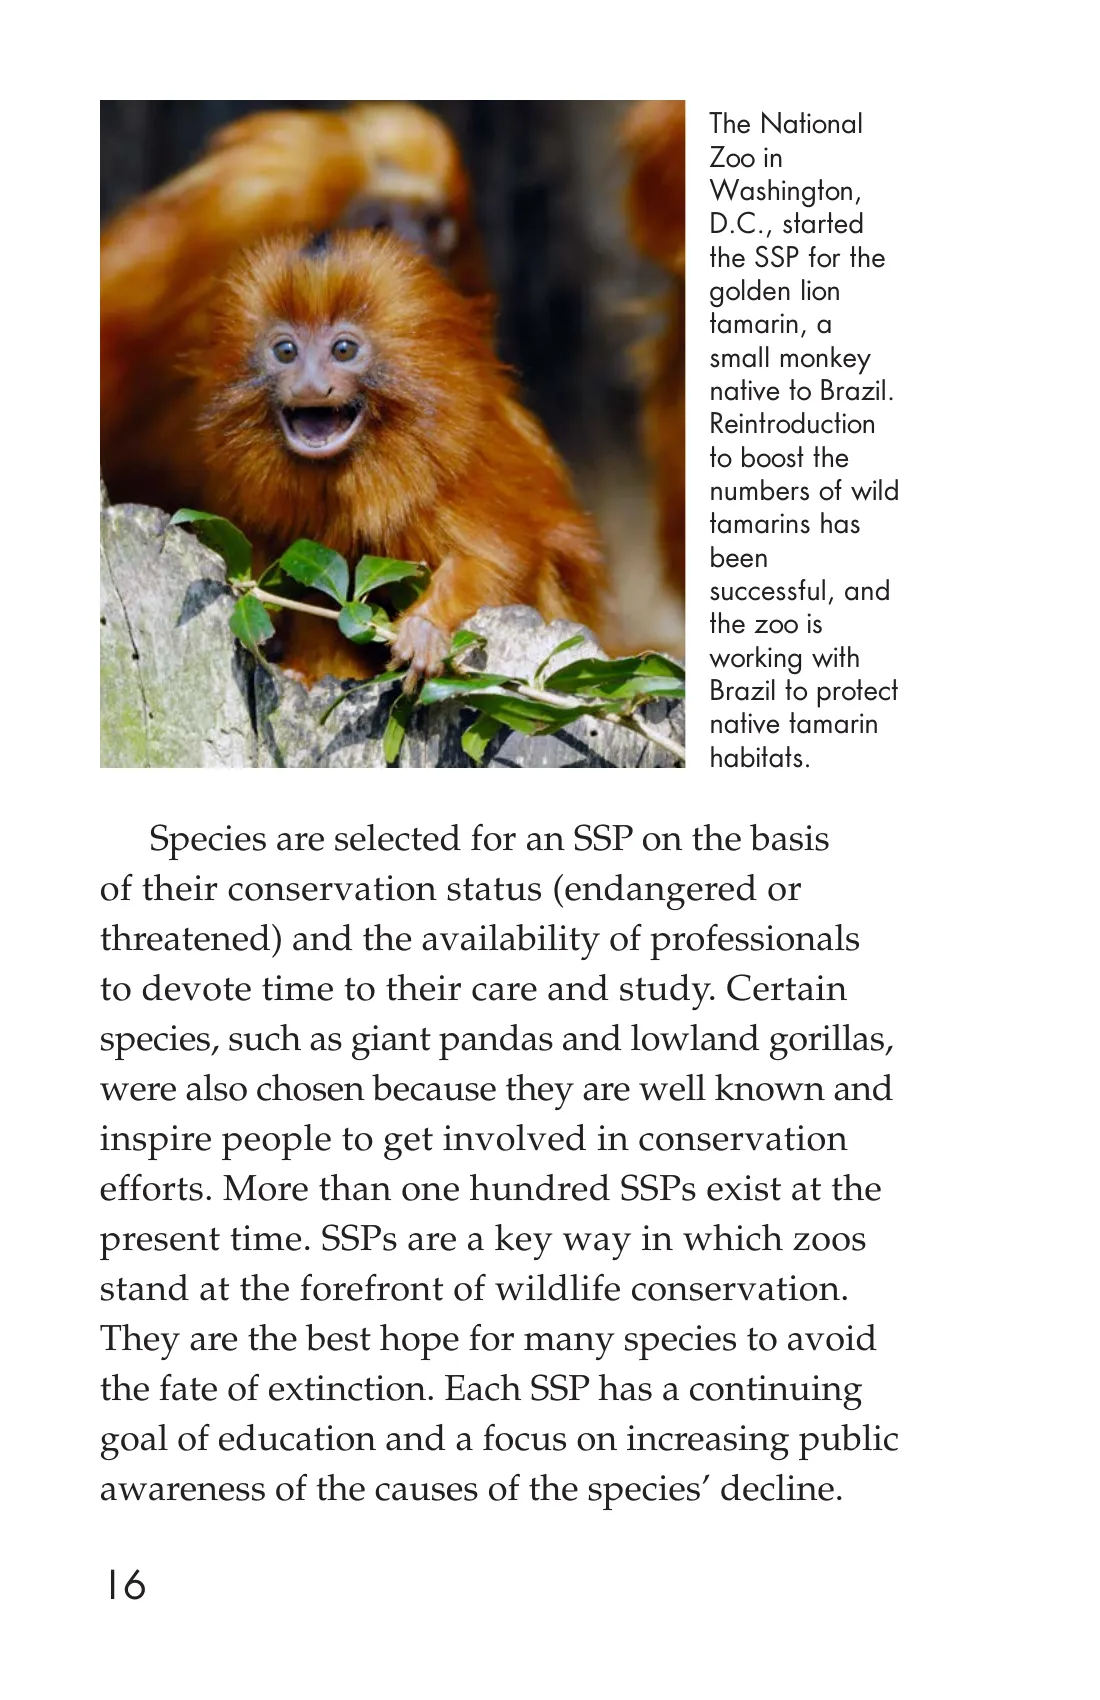 The National
Zoo in
Washington,
D.C., started
the SSP for the
golden lion
tamarin, a
small monkey
native to Brazil.
Reintroduction
to boost the
numbers of wild
tamarins has
been
successful, and
the zoo is
working with
Brazil to protect
native tamarin
habitats.
Species are selected for an SSP on the basis
of their conservation status (endangered or
threatened) and the availability of professionals
to devote time to their care and study. Certain
species, such as giant pandas and lowland gorillas,
were also chosen because they are well known and
inspire people to get involved in conservation
efforts. More than one hundred SSPs exist at the
present time. SSPs are a key way in which zoos
stand at the forefront of wildlife conservation.
They are the best hope for many species to avoid
the fate of extinction. Each SSP has a continuing
goal of education and a focus on increasing public
awareness of the causes of the species’ decline.
16